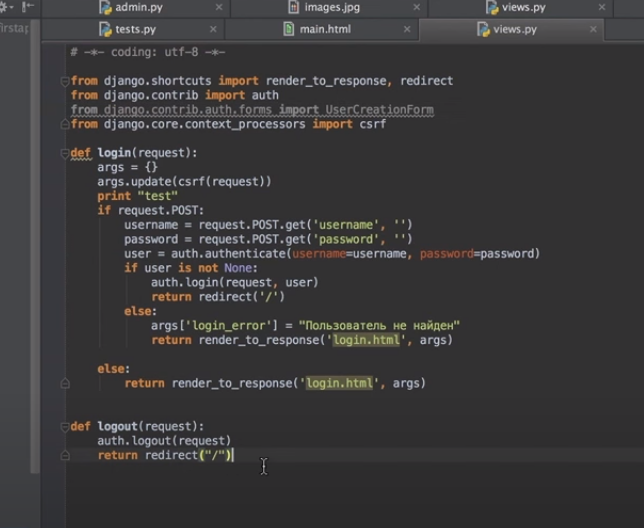 admin.py
images.jpg
views.py
tests.py
main.html
views.py
# -*- coding: utf-8 -*-
from django.shortcuts import render_to_response, redirect
from django.contrib import auth
from django.contrib.auth.forms import UserCreationForm
from django.core.context_processors import csrf
def login(request):
args = {}
args.update(csrf(request))
print "test"
if request.POST:
username = request.POST.get('username', '')
password = request.POST.get('password', '')
user = auth.authenticate(username=username, password=password)
if user is not None:
auth.login(request, user)
return redirect('/')
else:
args['login_error'] = "Пользователь не найден"
return render_to_response('login.html', args)
else:
return render_to_response('login.html', args)
def logout(request):
auth.logout(request)
return redirect("/")